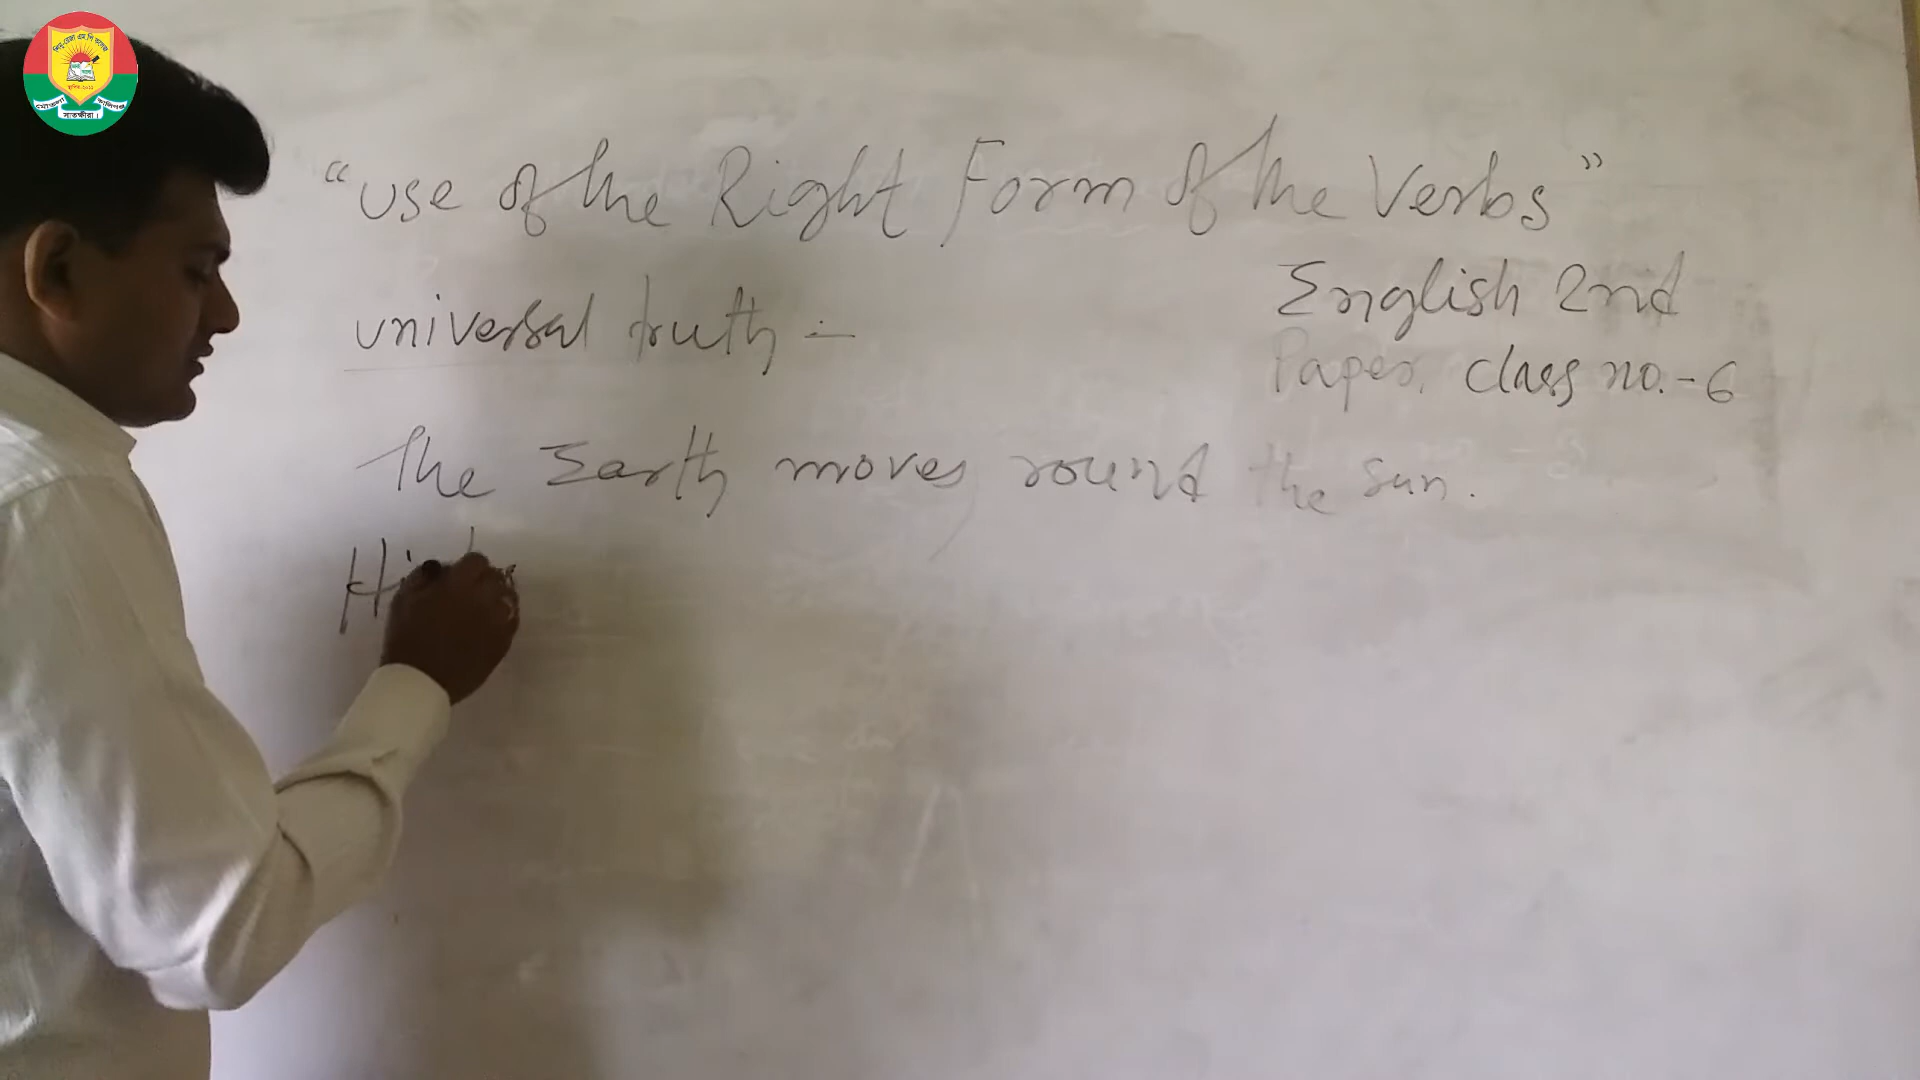 "Use of the Right Form of the Verbs"
universal truth :-
English 2nd
Paper, Class no.-6
The Earth moves round the Sun.
সাতক্ষীরা।